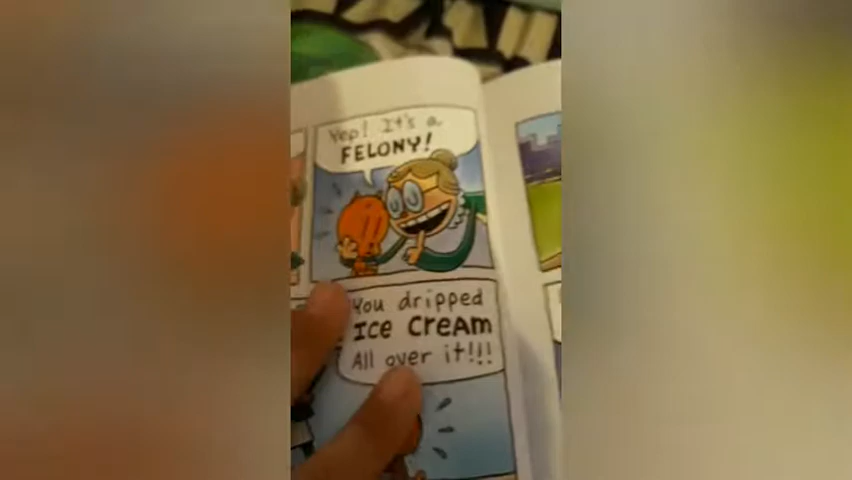 Yep! It's a
FELONY!
You dripped
ICE CREAM
All over it!!!